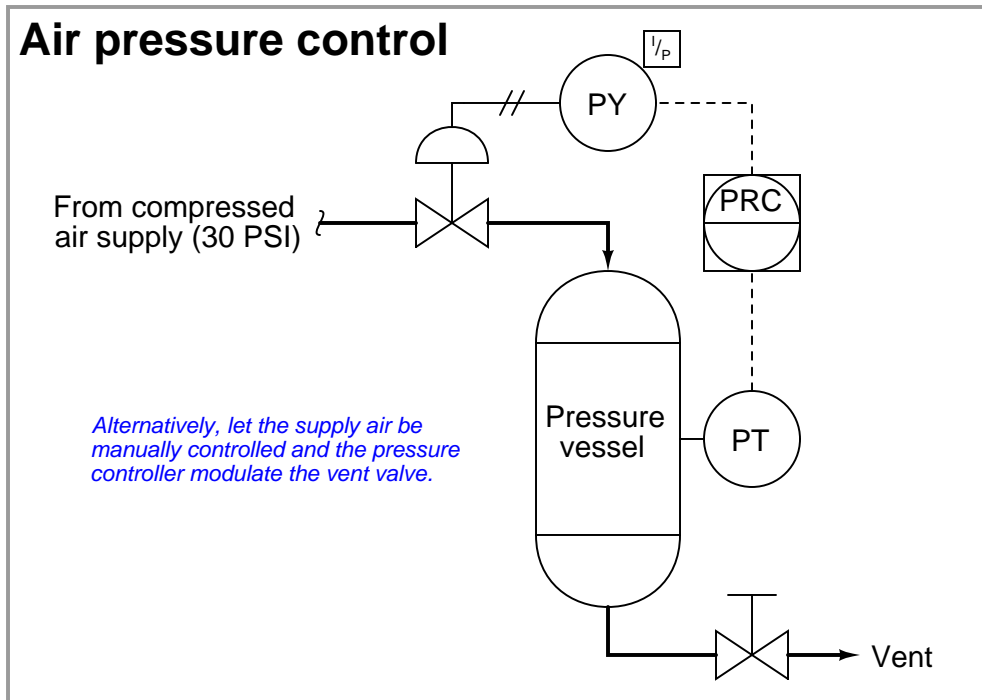 Air pressure control
I/P
PY
PRC
From compressed
air supply (30 PSI)
Alternatively, let the supply air be
manually controlled and the pressure
controller modulate the vent valve.
Pressure
vessel
PT
Vent